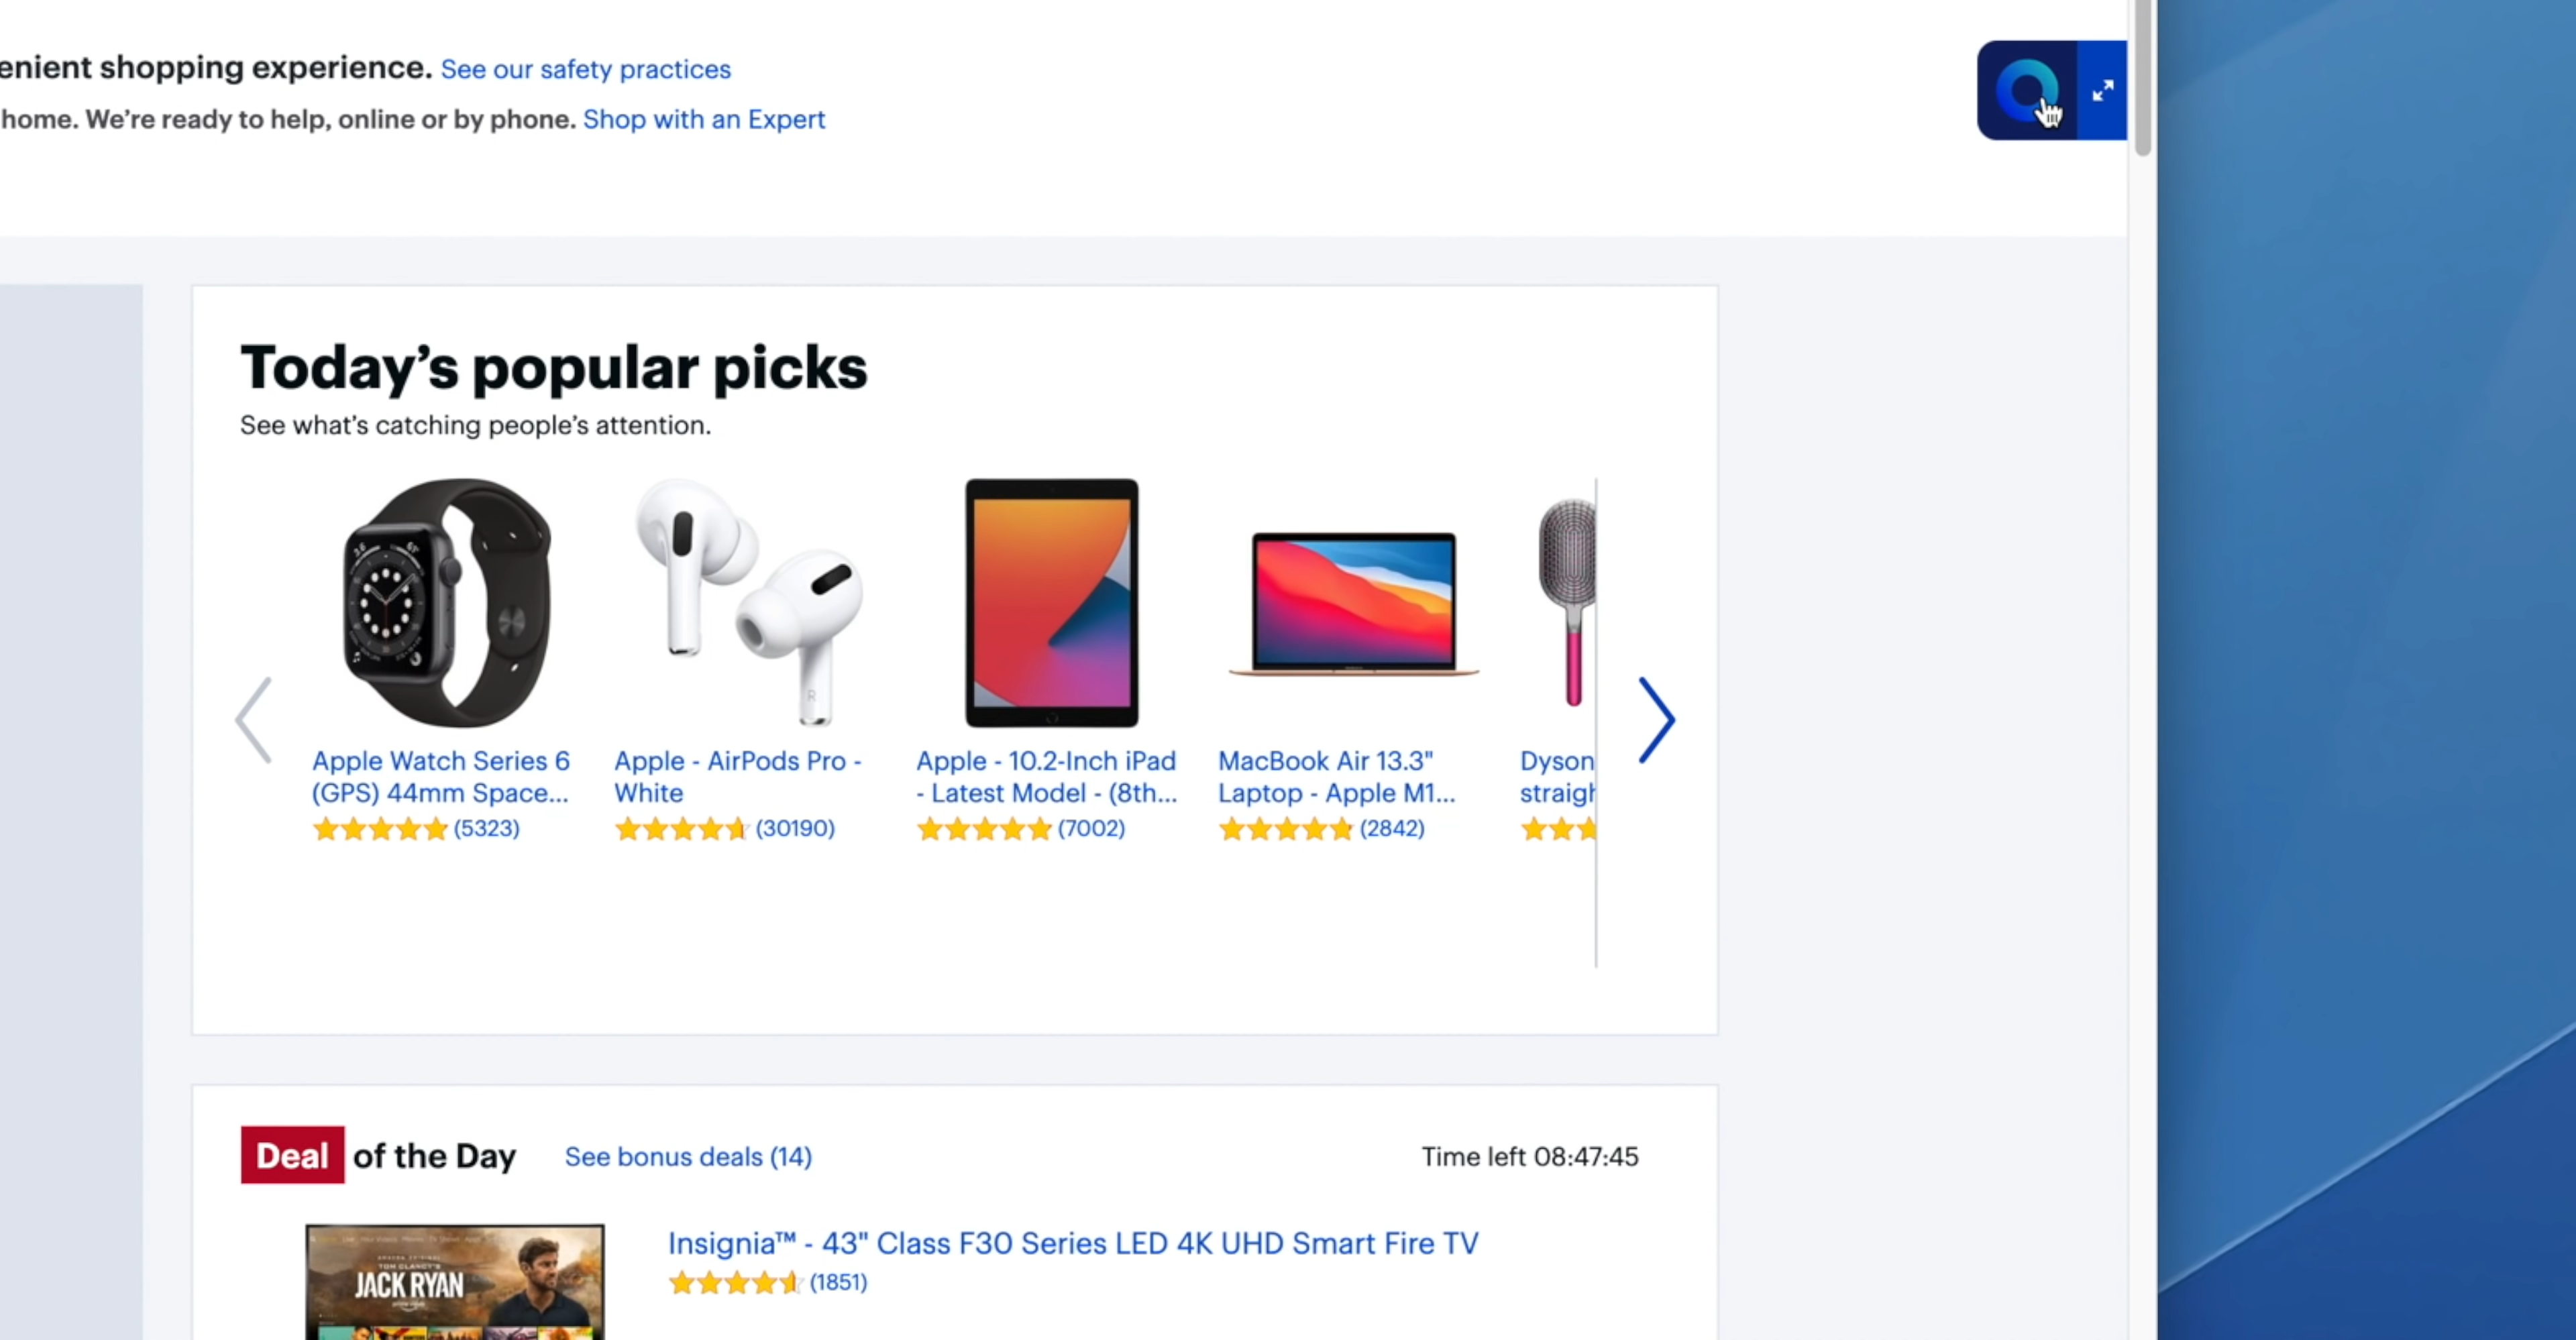 enient shopping experience. See our safety practices
home. We're ready to help, online or by phone. Shop with an Expert
Today's popular picks
See what's catching people's attention.
R
Apple Watch Series 6
(GPS) 44mm Space...
★★★★★ (5323)
Apple - AirPods Pro -
White
(30190)
Apple - 10.2-Inch iPad
- Latest Model - (8th...
(7002)
MacBook Air 13.3"
Laptop - Apple M1...
(2842)
Dyson
straigh
Deal of the Day
See bonus deals (14)
Time left 08:47:45
TOM CLANCY'S
JACK RYAN
Insignia™ - 43" Class F30 Series LED 4K UHD Smart Fire TV
(1851)